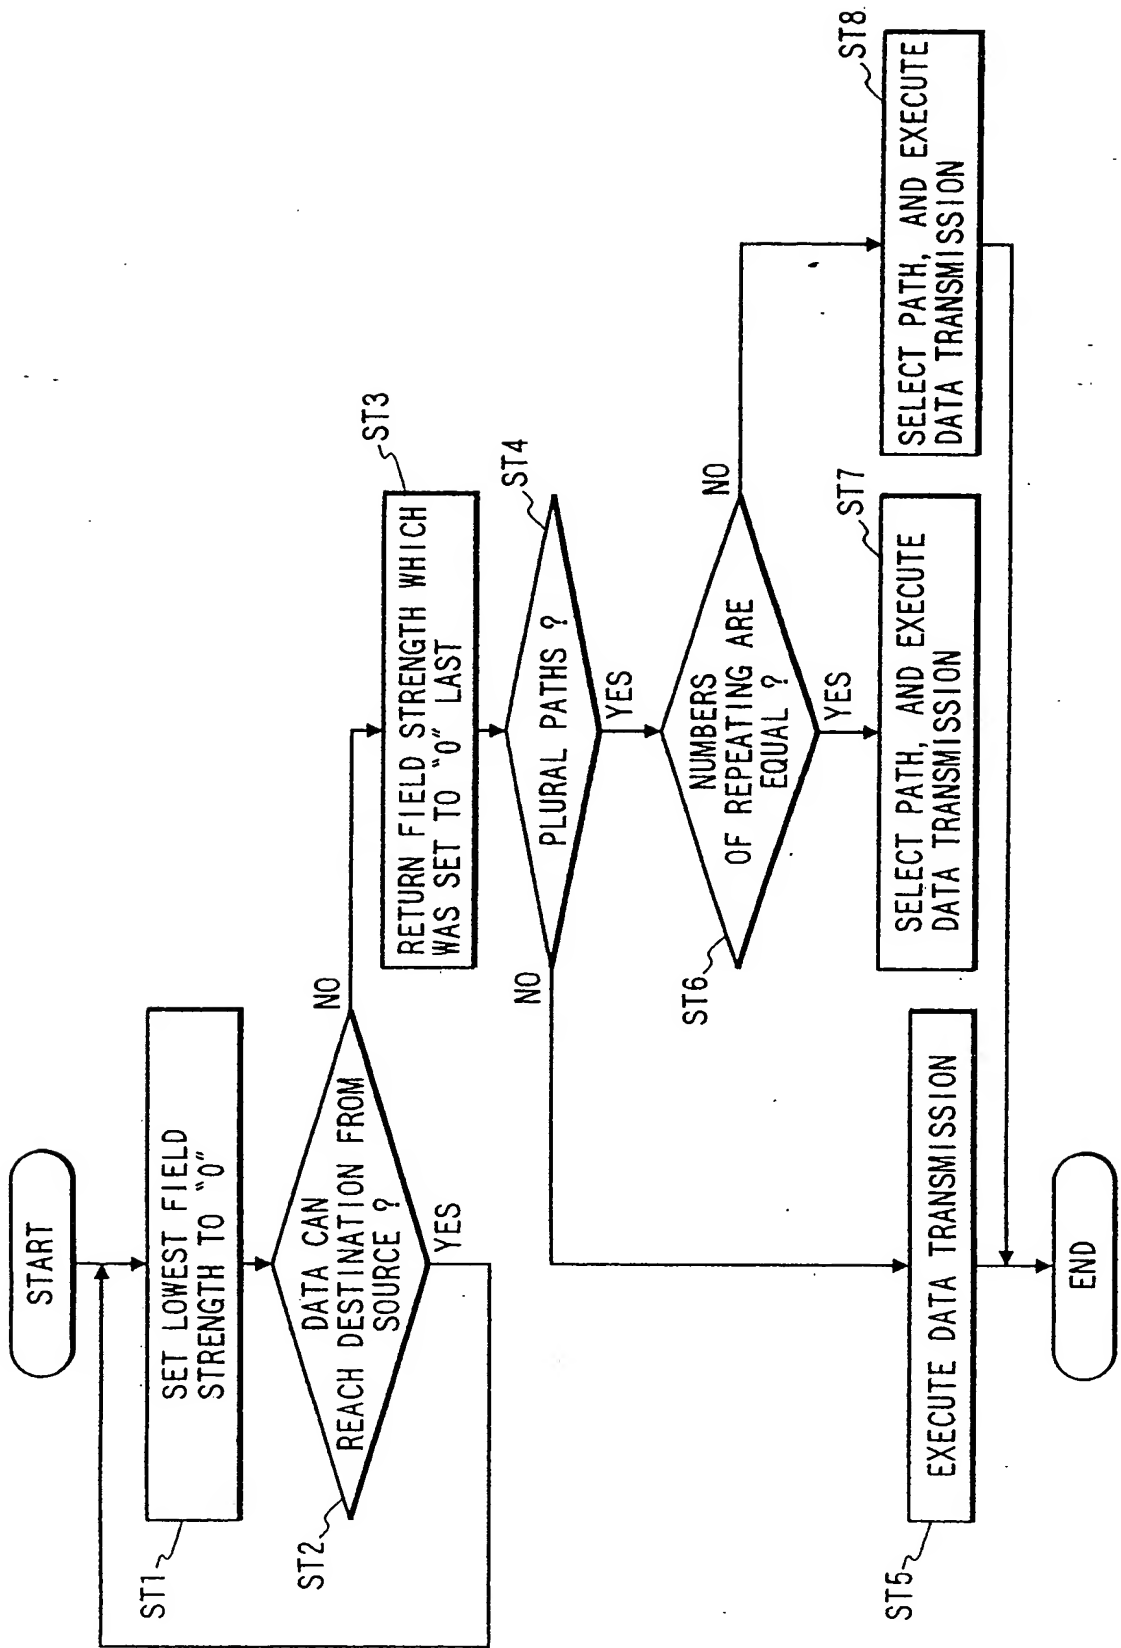 START
SET LOWEST FIELD
STRENGTH TO "0"
ST1
DATA CAN
REACH DESTINATION FROM
SOURCE ?
ST2
NO
YES
RETURN FIELD STRENGTH WHICH
WAS SET TO "0" LAST
ST3
PLURAL PATHS ?
ST4
NO
YES
NUMBERS
OF REPEATING ARE
EQUAL ?
ST6
NO
YES
EXECUTE DATA TRANSMISSION
ST5
SELECT PATH, AND EXECUTE
DATA TRANSMISSION
ST7
SELECT PATH, AND EXECUTE
DATA TRANSMISSION
ST8
END